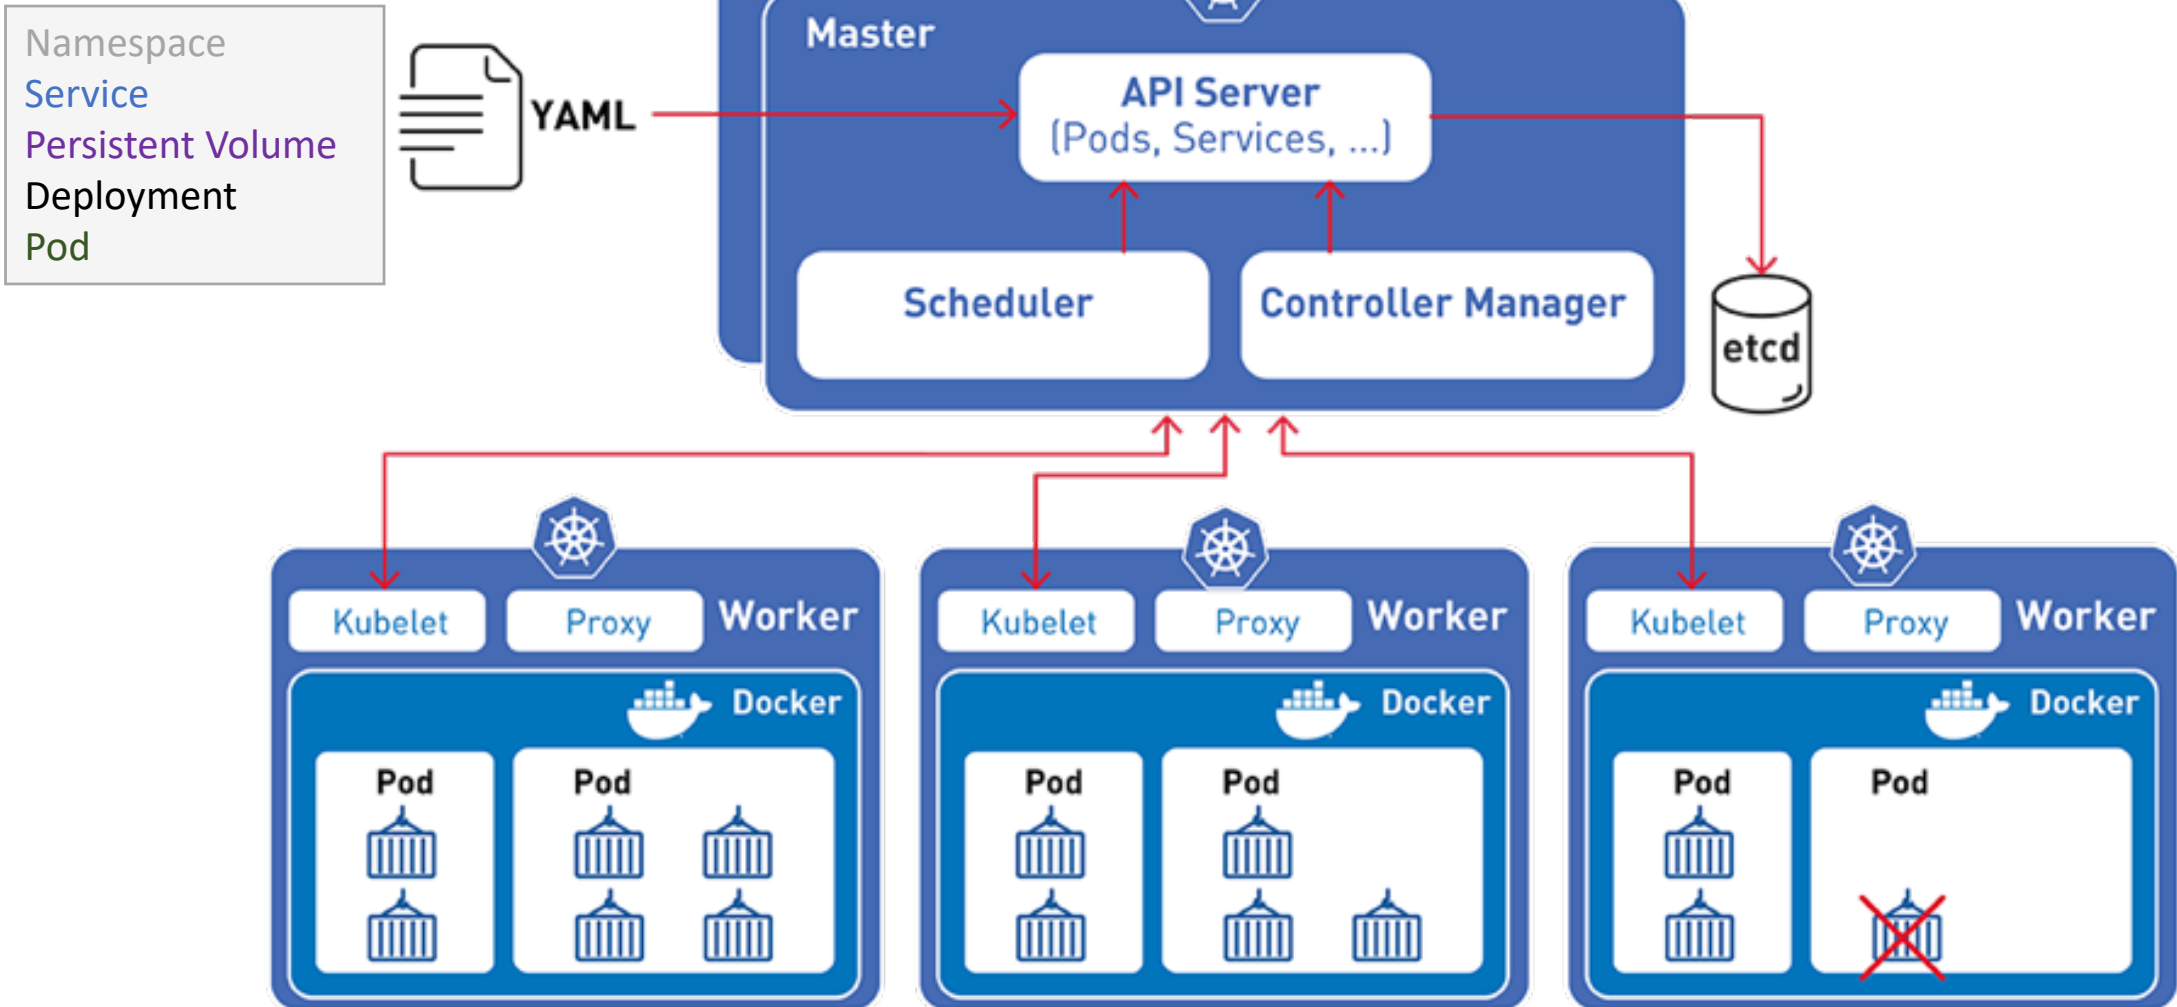 Namespace
Service
Persistent Volume
Deployment
Pod
YAML
Master
API Server
(Pods, Services, ...)
Scheduler
Controller Manager
etcd
Kubelet
Proxy
Worker
Docker
Pod
Pod
Kubelet
Proxy
Worker
Docker
Pod
Pod
Kubelet
Proxy
Worker
Docker
Pod
Pod